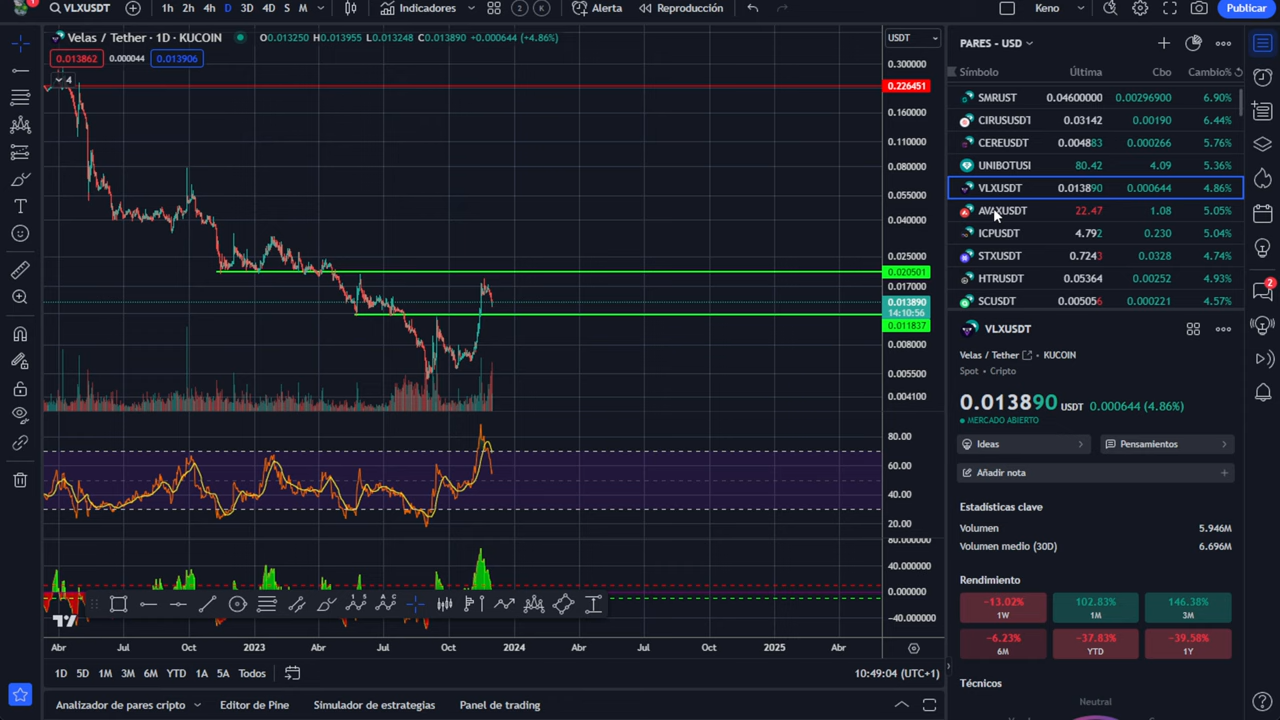 1
VLXUSDT
1h 2h 4h D 3D 4D S M
Indicadores
2 K
Alerta
Reproducción
Keno
Publicar
Velas / Tether · 1D · KUCOIN
O0.013250 H0.013955 L0.013248 C0.013890 +0.000644 (+4.86%)
0.013862 0.000044 0.013906
4
USDT
0.300000
0.226451
0.160000
0.110000
0.080000
0.055000
0.040000
0.025000
0.020501
0.017000
0.013890
14:10:56
0.011837
0.008000
0.005500
0.004100
80.00
60.00
40.00
20.00
80.000000
40.000000
0.000000
-40.000000
Abr Jul Oct 2023 Abr Jul Oct 2024 Abr Jul Oct 2025 Abr
1D 5D 1M 3M 6M YTD 1A 5A Todos
10:49:04 (UTC+1)
Analizador de pares cripto
Editor de Pine
Simulador de estrategias
Panel de trading
PARES - USD
Símbolo Última Cbo Cambio%
SMRUST 0.04600000 0.00296900 6.90%
CIRUSUSDT 0.03142 0.00190 6.44%
CEREUSDT 0.004883 0.000266 5.76%
UNIBOTUSI 80.42 4.09 5.36%
VLXUSDT 0.013890 0.000644 4.86%
AVAXUSDT 22.47 1.08 5.05%
ICPUSDT 4.792 0.230 5.04%
STXUSDT 0.7243 0.0328 4.74%
HTRUSDT 0.05364 0.00252 4.93%
SCUSDT 0.005056 0.000221 4.57%
VLXUSDT
Velas / Tether · KUCOIN
Spot · Cripto
0.013890 USDT 0.000644 (4.86%)
MERCADO ABIERTO
Ideas
Pensamientos
Añadir nota
Estadísticas clave
Volumen 5.946M
Volumen medio (30D) 6.696M
Rendimiento
−13.02% 102.83% 146.38%
1W 1M 3M
−6.23% −37.83% −39.58%
6M YTD 1Y
Técnicos
Neutral
2